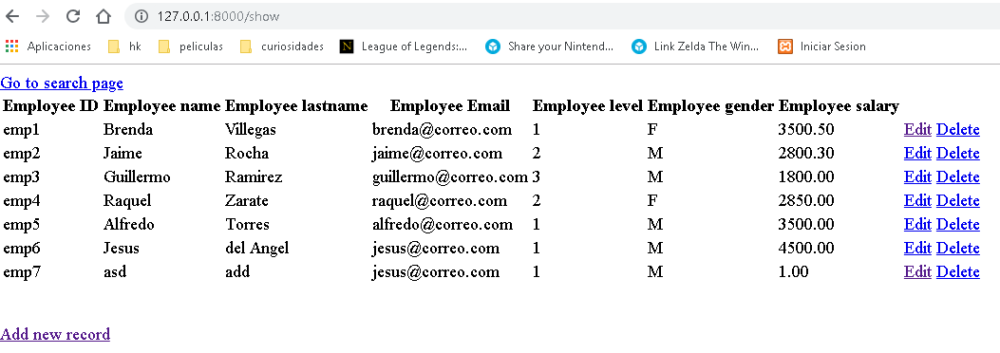 127.0.0.1:8000/show
Aplicaciones hk peliculas curiosidades League of Legends:... Share your Nintend... Link Zelda The Win... Iniciar Sesion
Go to search page
Employee ID Employee name Employee lastname Employee Email Employee level Employee gender Employee salary
emp1 Brenda Villegas brenda@correo.com 1 F 3500.50 Edit Delete
emp2 Jaime Rocha jaime@correo.com 2 M 2800.30 Edit Delete
emp3 Guillermo Ramirez guillermo@correo.com 3 M 1800.00 Edit Delete
emp4 Raquel Zarate raquel@correo.com 2 F 2850.00 Edit Delete
emp5 Alfredo Torres alfredo@correo.com 1 M 3500.00 Edit Delete
emp6 Jesus del Angel jesus@correo.com 1 M 4500.00 Edit Delete
emp7 asd add jesus@correo.com 1 M 1.00 Edit Delete
Add new record